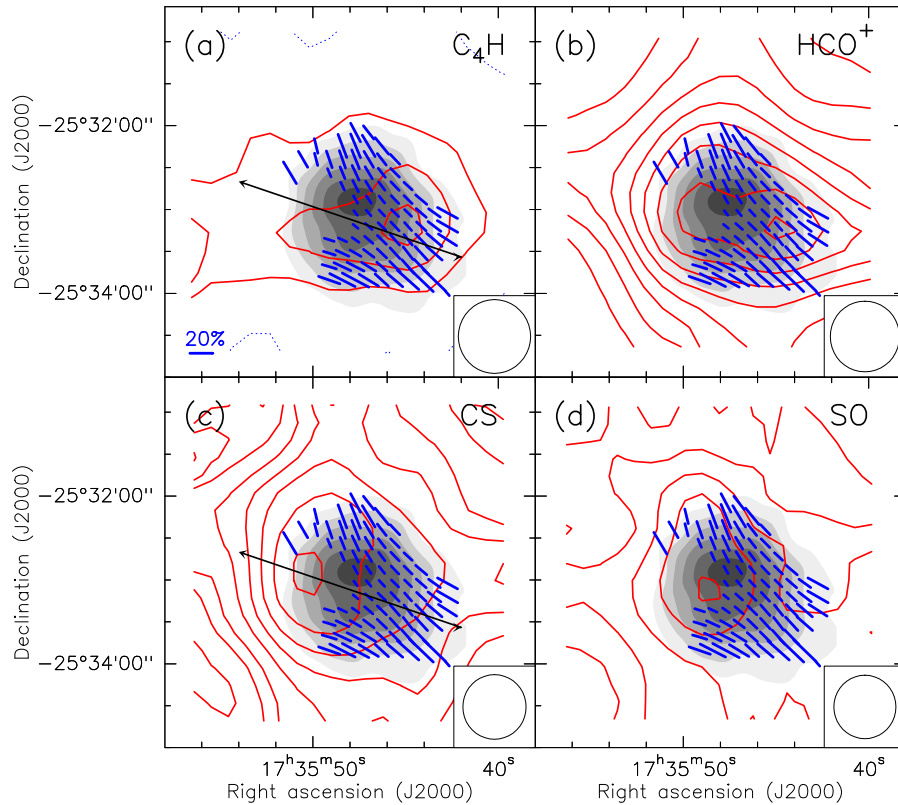 (a) C₄H
(b) HCO⁺
−25°32'00''
Declination (J2000)
−25°34'00''
20%
(c) CS
(d) SO
−25°32'00''
Declination (J2000)
−25°34'00''
17ʰ35ᵐ50ˢ 40ˢ 17ʰ35ᵐ50ˢ 40ˢ
Right ascension (J2000) Right ascension (J2000)